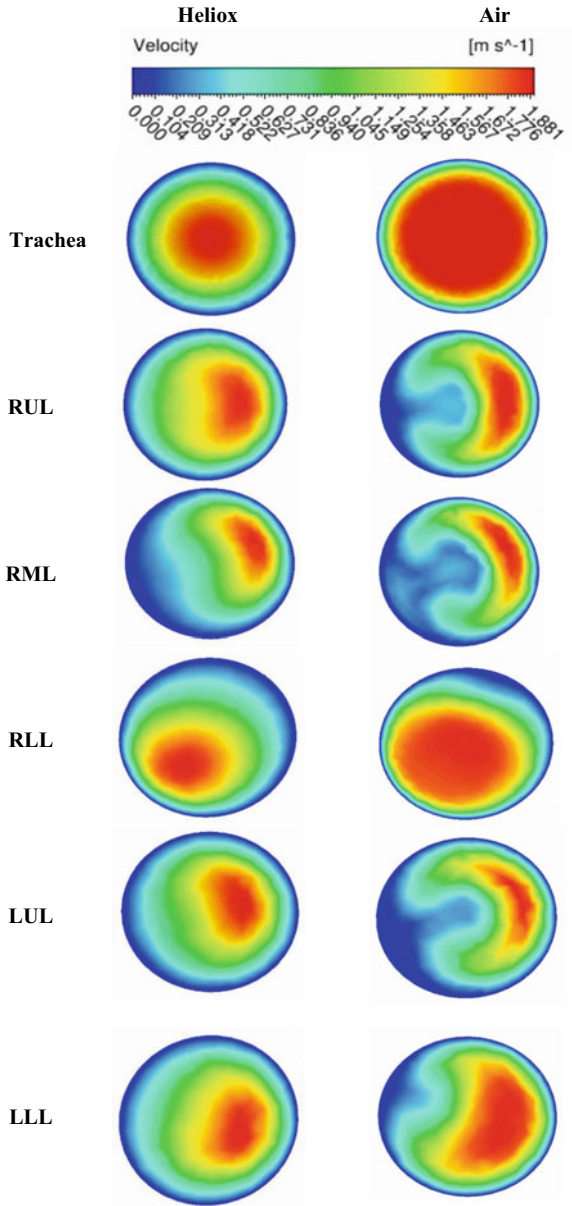 Heliox Air
Velocity [m s^-1]
0.000 0.104 0.209 0.313 0.418 0.522 0.627 0.731 0.836 0.940 1.045 1.149 1.254 1.358 1.463 1.567 1.672 1.776 1.881
Trachea
RUL
RML
RLL
LUL
LLL